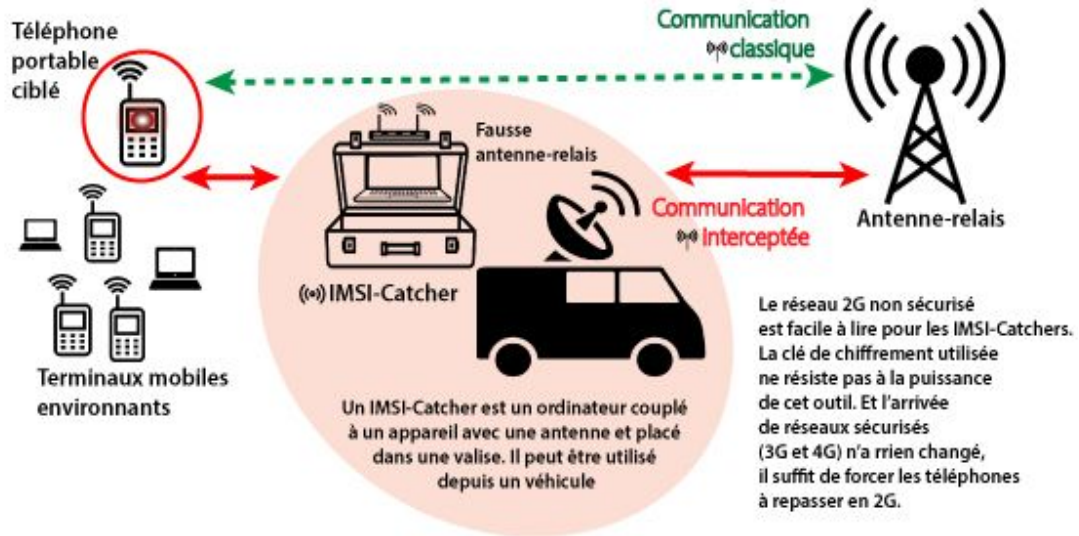 Téléphone
portable
ciblé
Communication
classique
Fausse
antenne-relais
Communication
interceptée
Antenne-relais
IMSI-Catcher
Terminaux mobiles
environnants
Un IMSI-Catcher est un ordinateur couplé
à un appareil avec une antenne et placé
dans une valise. Il peut être utilisé
depuis un véhicule
Le réseau 2G non sécurisé
est facile à lire pour les IMSI-Catchers.
La clé de chiffrement utilisée
ne résiste pas à la puissance
de cet outil. Et l’arrivée
de réseaux sécurisés
(3G et 4G) n’a rrien changé,
il suffit de forcer les téléphones
à repasser en 2G.